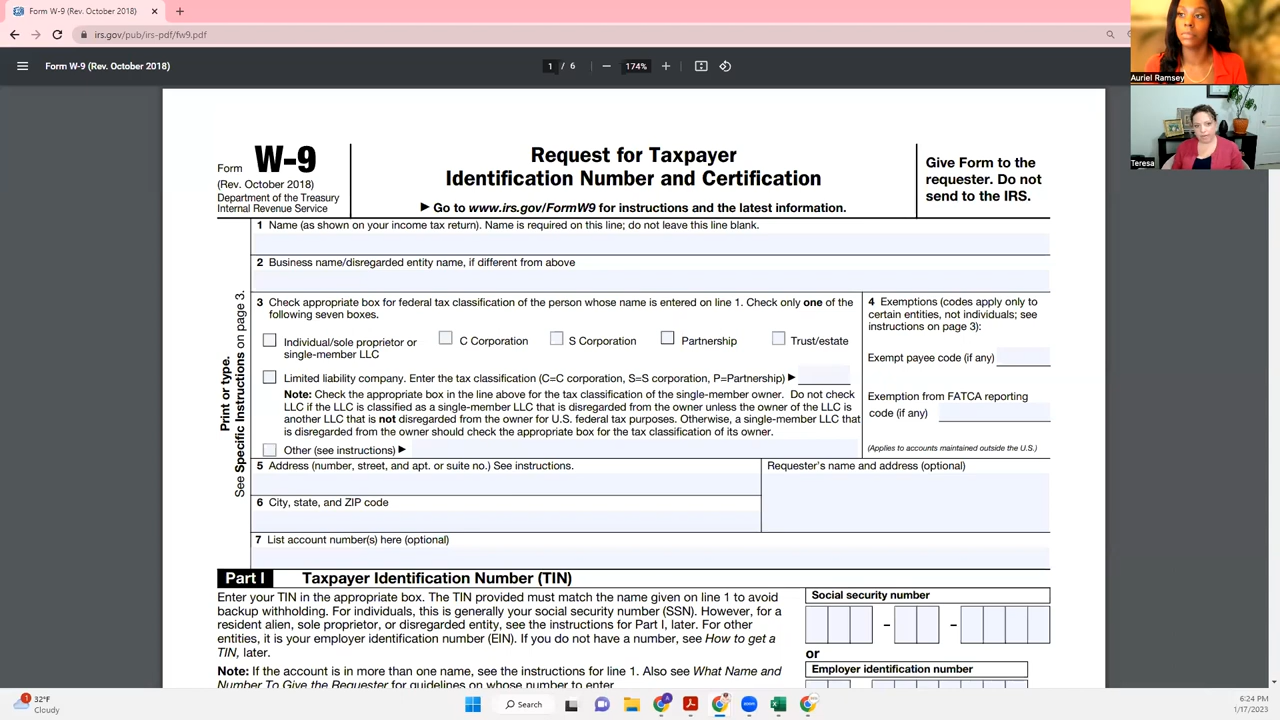 Form W-9 (Rev. October 2018)
irs.gov/pub/irs-pdf/fw9.pdf
Form W-9 (Rev. October 2018)
1 / 6
174%
Auriel Ramsey
Teresa
Form W-9
(Rev. October 2018)
Department of the Treasury
Internal Revenue Service
Request for Taxpayer
Identification Number and Certification
▶ Go to www.irs.gov/FormW9 for instructions and the latest information.
Give Form to the
requester. Do not
send to the IRS.
Print or type.
See Specific Instructions on page 3.
1 Name (as shown on your income tax return). Name is required on this line; do not leave this line blank.
2 Business name/disregarded entity name, if different from above
3 Check appropriate box for federal tax classification of the person whose name is entered on line 1. Check only one of the
following seven boxes.
Individual/sole proprietor or
single-member LLC
C Corporation
S Corporation
Partnership
Trust/estate
Limited liability company. Enter the tax classification (C=C corporation, S=S corporation, P=Partnership) ▶
Note: Check the appropriate box in the line above for the tax classification of the single-member owner. Do not check
LLC if the LLC is classified as a single-member LLC that is disregarded from the owner unless the owner of the LLC is
another LLC that is not disregarded from the owner for U.S. federal tax purposes. Otherwise, a single-member LLC that
is disregarded from the owner should check the appropriate box for the tax classification of its owner.
Other (see instructions) ▶
4 Exemptions (codes apply only to
certain entities, not individuals; see
instructions on page 3):
Exempt payee code (if any)
Exemption from FATCA reporting
code (if any)
(Applies to accounts maintained outside the U.S.)
5 Address (number, street, and apt. or suite no.) See instructions.
Requester's name and address (optional)
6 City, state, and ZIP code
7 List account number(s) here (optional)
Part I Taxpayer Identification Number (TIN)
Enter your TIN in the appropriate box. The TIN provided must match the name given on line 1 to avoid
backup withholding. For individuals, this is generally your social security number (SSN). However, for a
resident alien, sole proprietor, or disregarded entity, see the instructions for Part I, later. For other
entities, it is your employer identification number (EIN). If you do not have a number, see How to get a
TIN, later.
Note: If the account is in more than one name, see the instructions for line 1. Also see What Name and
Number To Give the Requester for guidelines on whose number to enter.
Social security number
– –
or
Employer identification number
1
32°F
Cloudy
Search
6:24 PM
1/17/2023